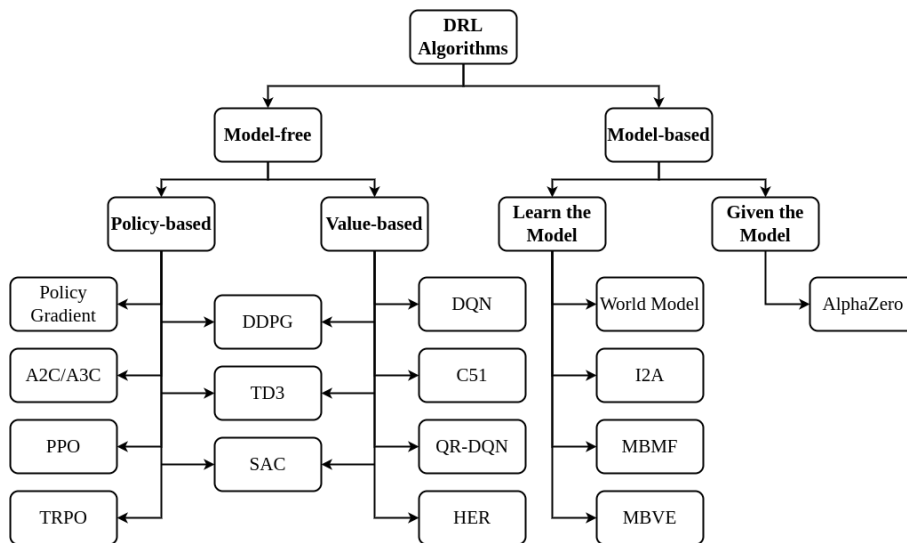 DRL
Algorithms
Model-free
Model-based
Policy-based
Value-based
Learn the
Model
Given the
Model
Policy
Gradient
DDPG
DQN
World Model
AlphaZero
A2C/A3C
TD3
C51
I2A
PPO
SAC
QR-DQN
MBMF
TRPO
HER
MBVE